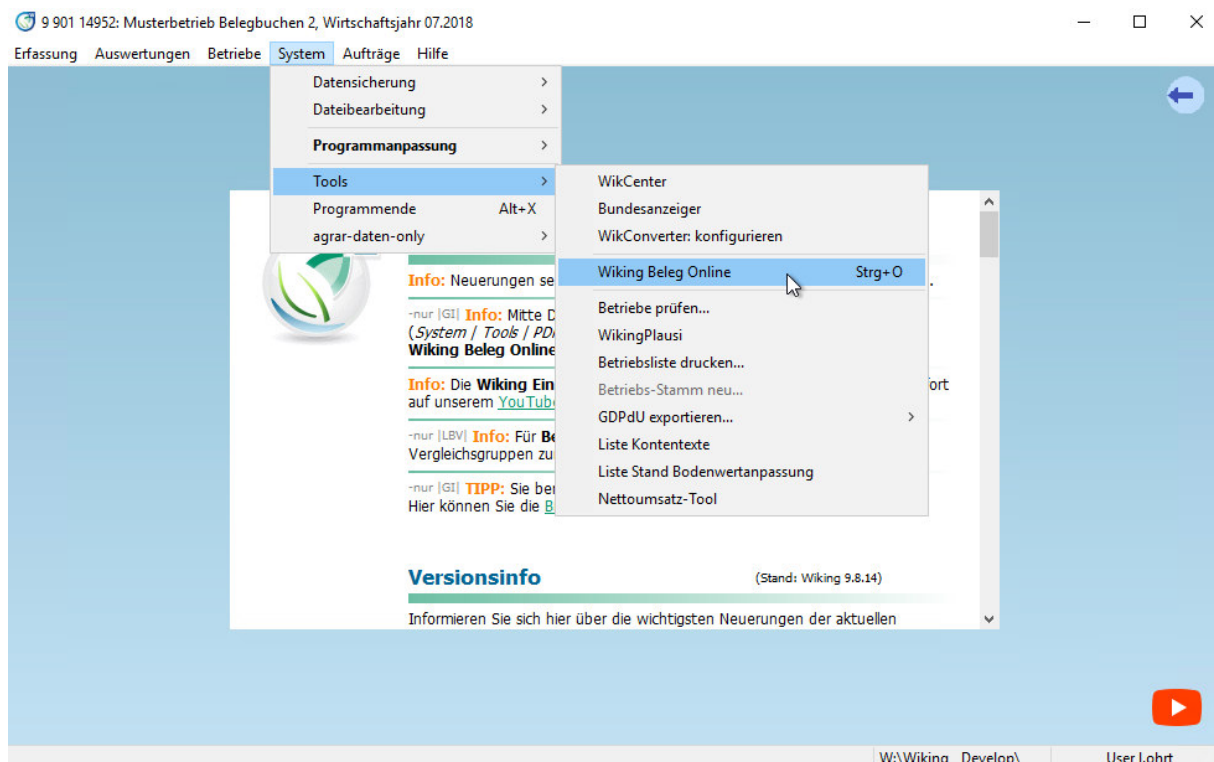 9 901 14952: Musterbetrieb Belegbuchen 2, Wirtschaftsjahr 07.2018
Erfassung Auswertungen Betriebe System Aufträge Hilfe
Datensicherung
Dateibearbeitung
Programmanpassung
Tools
Programmende Alt+X
agrar-daten-only
WikCenter
Bundesanzeiger
WikConverter: konfigurieren
Wiking Beleg Online Strg+O
Betriebe prüfen...
WikingPlausi
Betriebsliste drucken...
Betriebs-Stamm neu...
GDPdU exportieren...
Liste Kontentexte
Liste Stand Bodenwertanpassung
Nettoumsatz-Tool
Info: Neuerungen se
-nur |GI| Info: Mitte D
(System / Tools /
Wiking Beleg Online
Info: Die Wiking Ein ort
auf unserem YouTub
-nur |LBV| Info: Für
Vergleichsgruppen zu
-nur |GI| TIPP: Sie ber
Hier können Sie die B
Versionsinfo (Stand: Wiking 9.8.14)
Informieren Sie sich hier über die wichtigsten Neuerungen der aktuellen
W:\Wiking_Develop\ User Lohrt